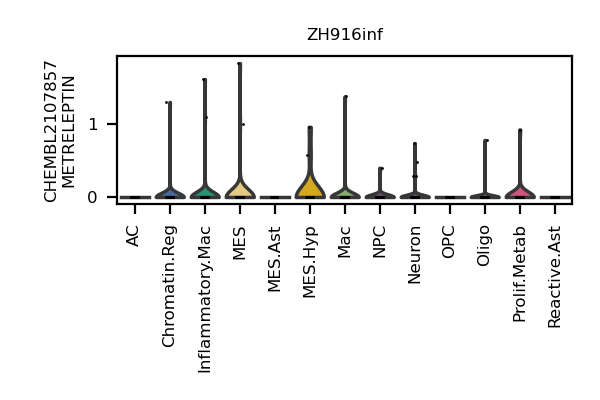 ZH916inf
CHEMBL2107857
METRELEPTIN
1
0
AC
Chromatin.Reg
Inflammatory.Mac
MES
MES.Ast
MES.Hyp
Mac
NPC
Neuron
OPC
Oligo
Prolif.Metab
Reactive.Ast